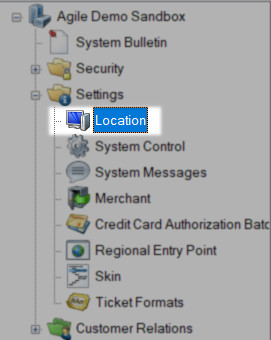 Agile Demo Sandbox
System Bulletin
Security
Settings
Location
System Control
System Messages
Merchant
Credit Card Authorization Batc
Regional Entry Point
Skin
Ticket Formats
Customer Relations